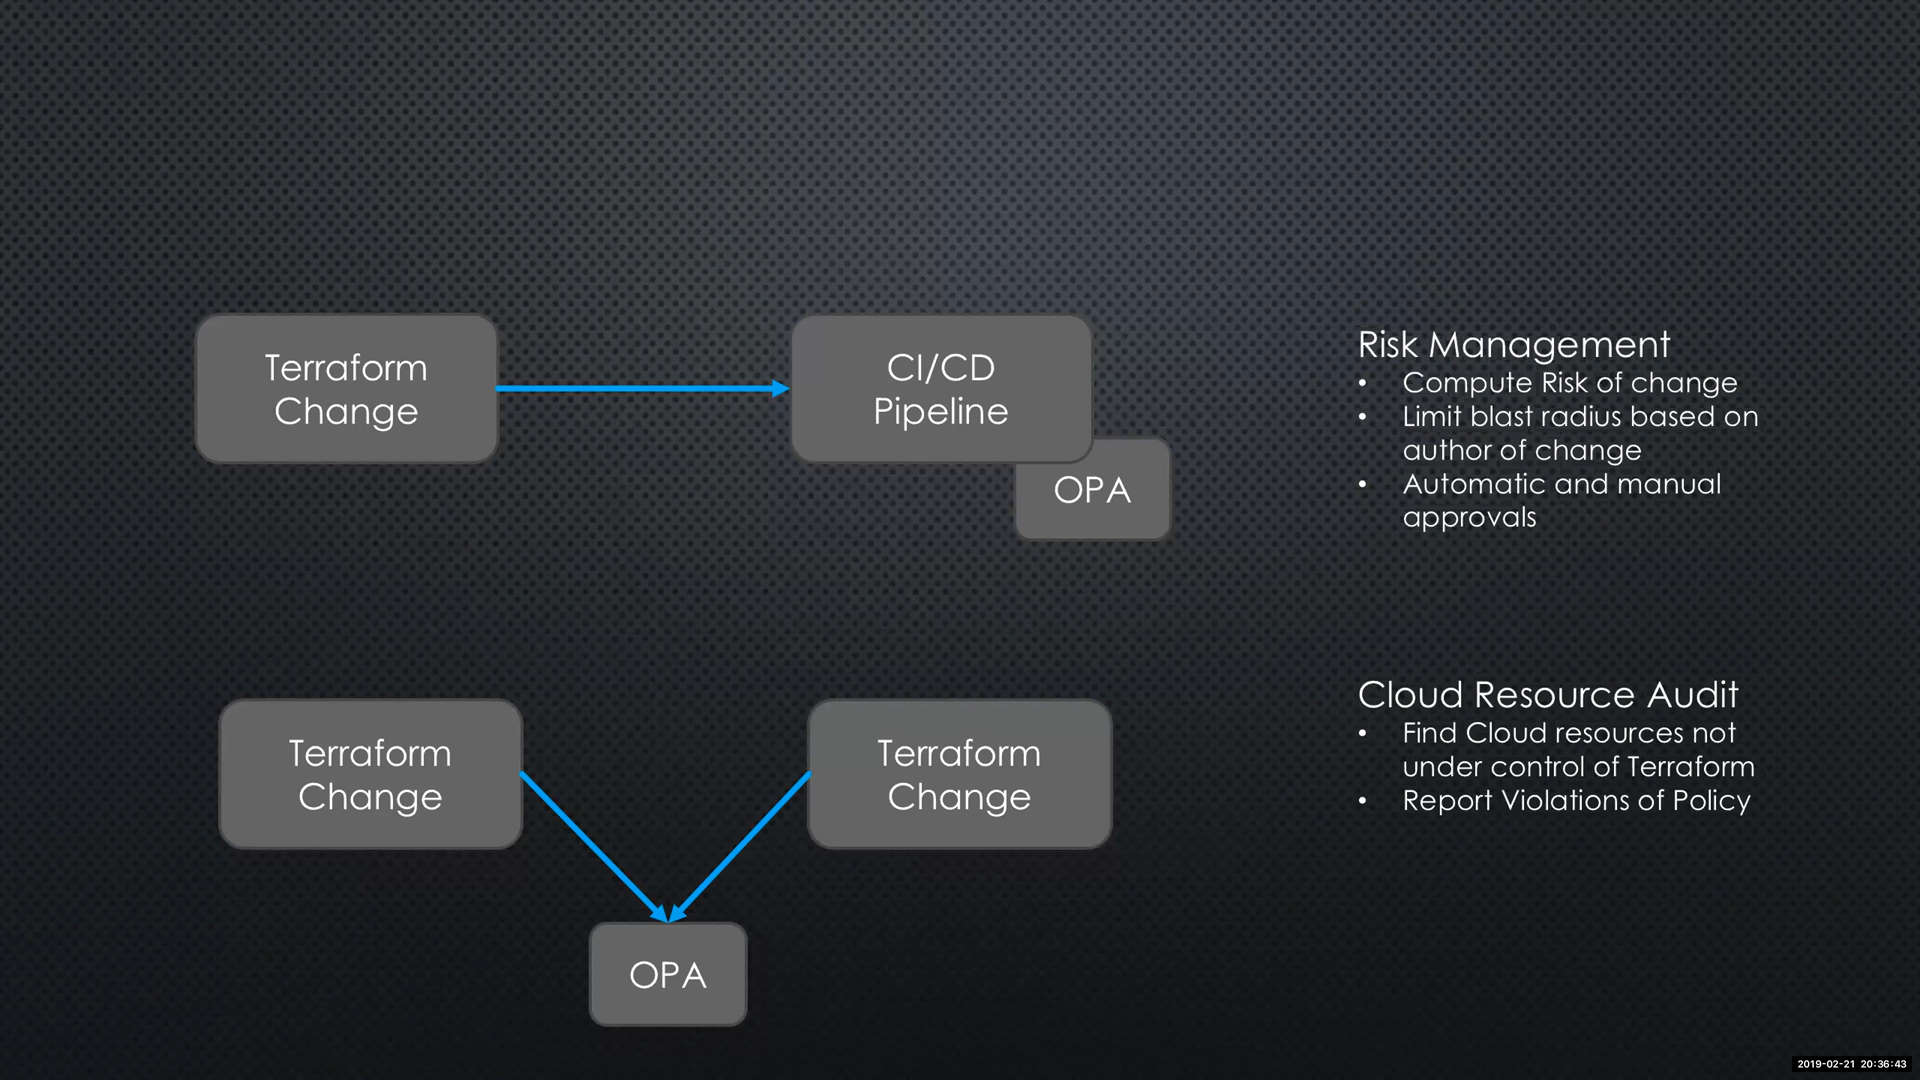 Terraform
Change
CI/CD
Pipeline
OPA
Risk Management
• Compute Risk of change
• Limit blast radius based on
author of change
• Automatic and manual
approvals
Terraform
Change
Terraform
Change
OPA
Cloud Resource Audit
• Find Cloud resources not
under control of Terraform
• Report Violations of Policy
2019-02-21 20:36:43